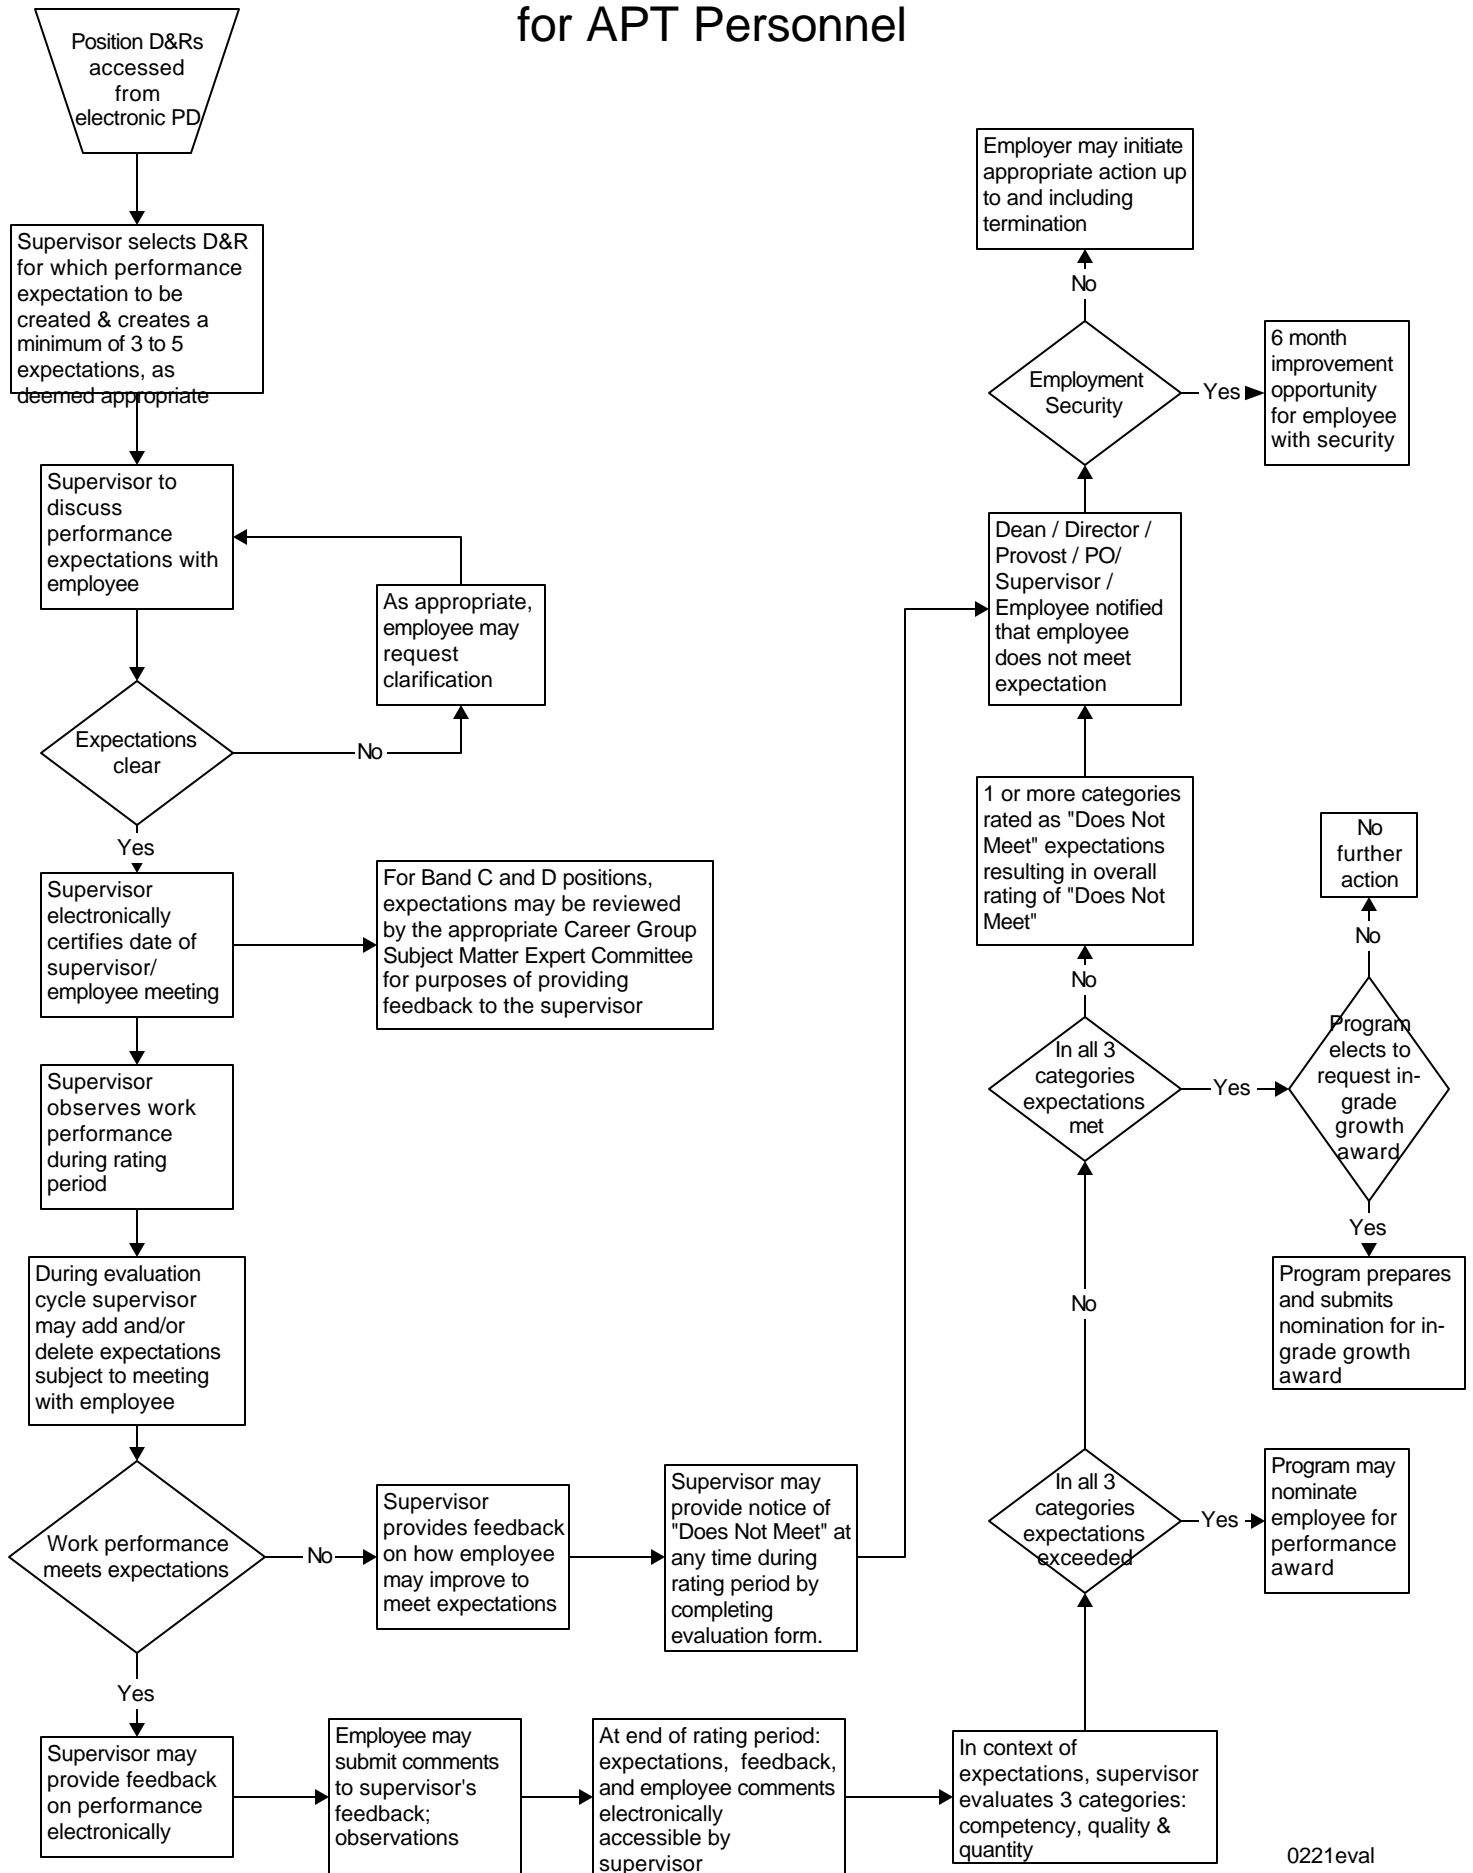 for APT Personnel
Position D&Rs
accessed
from
electronic PD
Supervisor selects D&R
for which performance
expectation to be
created & creates a
minimum of 3 to 5
expectations, as
deemed appropriate
Supervisor to
discuss
performance
expectations with
employee
As appropriate,
employee may
request
clarification
Expectations
clear
No
Yes
Supervisor
electronically
certifies date of
supervisor/
employee meeting
For Band C and D positions,
expectations may be reviewed
by the appropriate Career Group
Subject Matter Expert Committee
for purposes of providing
feedback to the supervisor
Supervisor
observes work
performance
during rating
period
During evaluation
cycle supervisor
may add and/or
delete expectations
subject to meeting
with employee
Work performance
meets expectations
No
Supervisor
provides feedback
on how employee
may improve to
meet expectations
Supervisor may
provide notice of
"Does Not Meet" at
any time during
rating period by
completing
evaluation form.
Yes
Supervisor may
provide feedback
on performance
electronically
Employee may
submit comments
to supervisor's
feedback;
observations
At end of rating period:
expectations, feedback,
and employee comments
electronically
accessible by
supervisor
In context of
expectations, supervisor
evaluates 3 categories:
competency, quality &
quantity
In all 3
categories
expectations
exceeded
Yes
Program may
nominate
employee for
performance
award
No
In all 3
categories
expectations
met
Yes
Program
elects to
request in-
grade
growth
award
No
No
further
action
Yes
Program prepares
and submits
nomination for in-
grade growth
award
No
1 or more categories
rated as "Does Not
Meet" expectations
resulting in overall
rating of "Does Not
Meet"
Dean / Director /
Provost / PO/
Supervisor /
Employee notified
that employee
does not meet
expectation
Employment
Security
Yes
6 month
improvement
opportunity
for employee
with security
No
Employer may initiate
appropriate action up
to and including
termination
0221eval